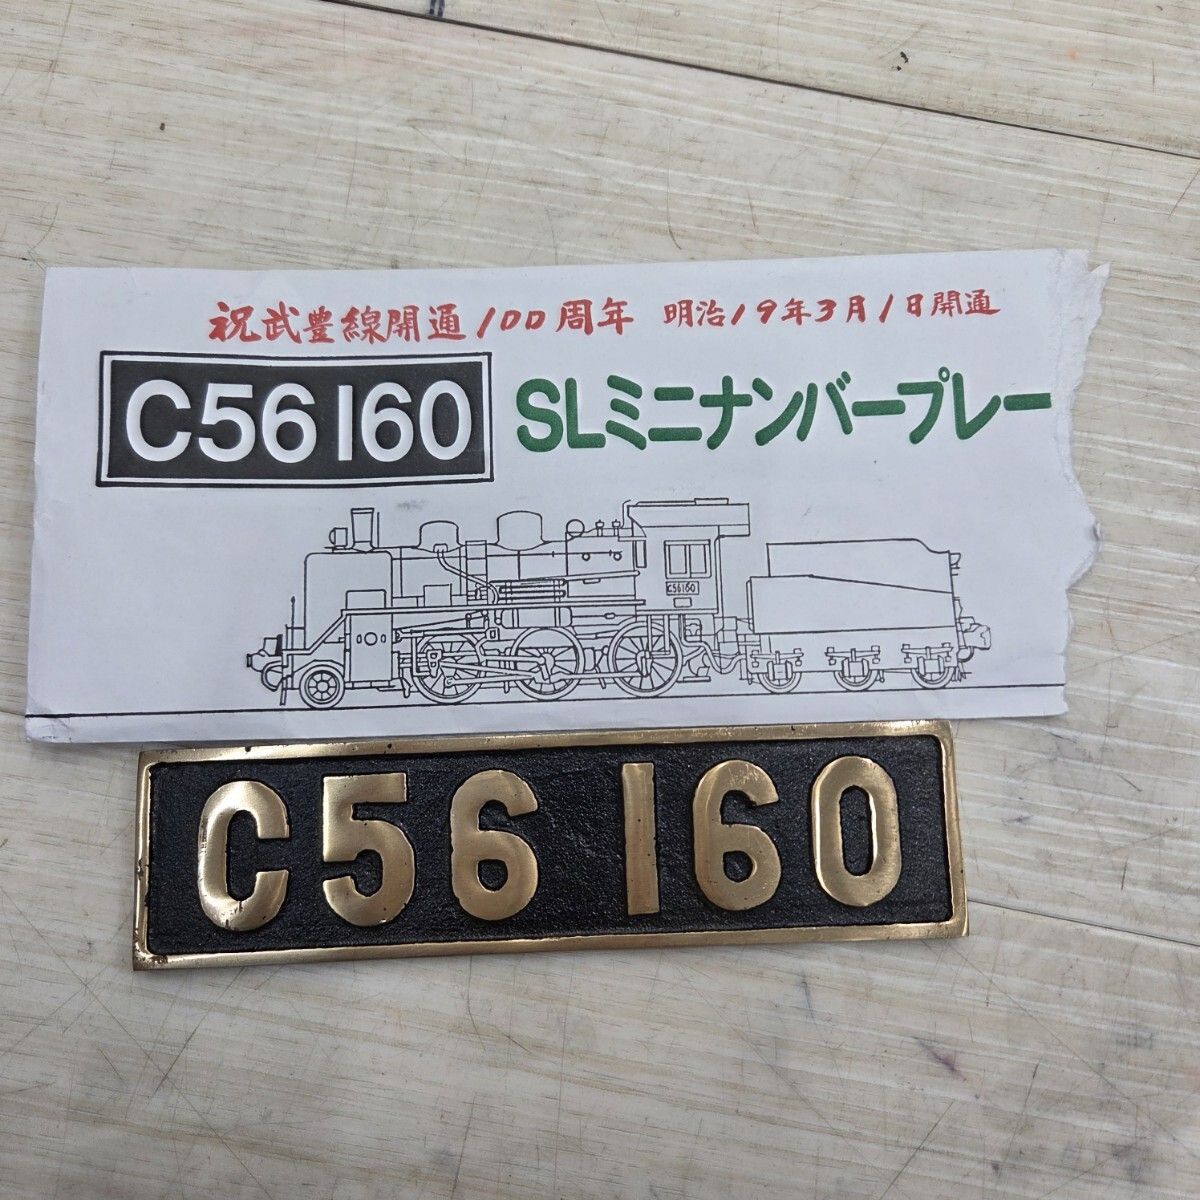 祝武豊線開通100周年 明治19年3月1日開通
C56 160 SLミニナンバープレー
C56160
C56 160